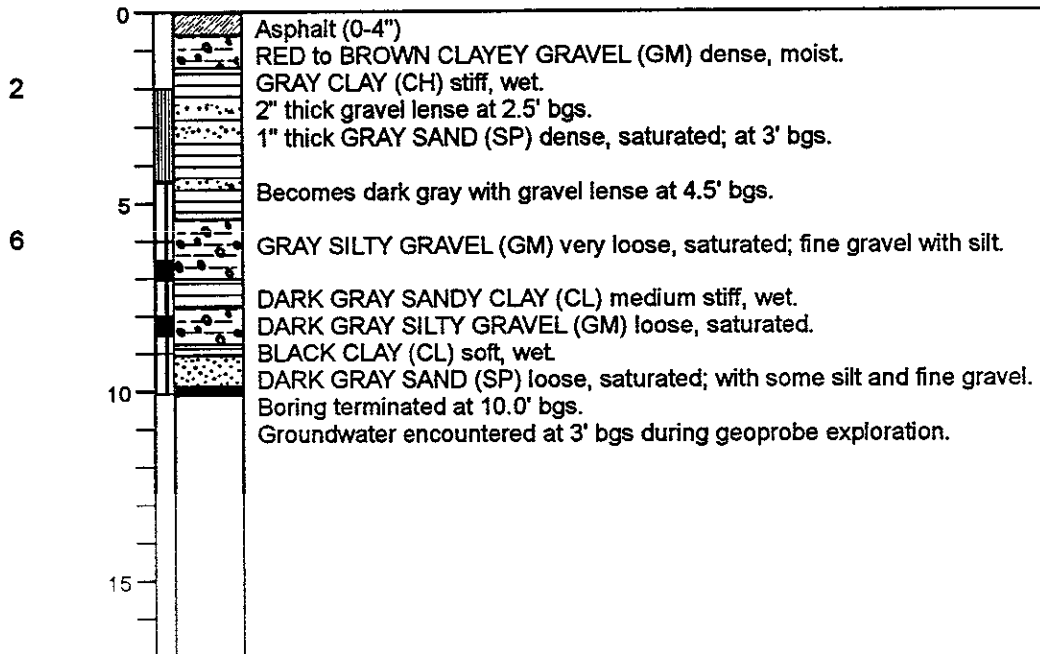 0
Asphalt (0-4")
RED to BROWN CLAYEY GRAVEL (GM) dense, moist.
2
GRAY CLAY (CH) stiff, wet.
2" thick gravel lense at 2.5' bgs.
1" thick GRAY SAND (SP) dense, saturated; at 3' bgs.
Becomes dark gray with gravel lense at 4.5' bgs.
5
6
GRAY SILTY GRAVEL (GM) very loose, saturated; fine gravel with silt.
DARK GRAY SANDY CLAY (CL) medium stiff, wet.
DARK GRAY SILTY GRAVEL (GM) loose, saturated.
BLACK CLAY (CL) soft, wet.
DARK GRAY SAND (SP) loose, saturated; with some silt and fine gravel.
10
Boring terminated at 10.0' bgs.
Groundwater encountered at 3' bgs during geoprobe exploration.
15